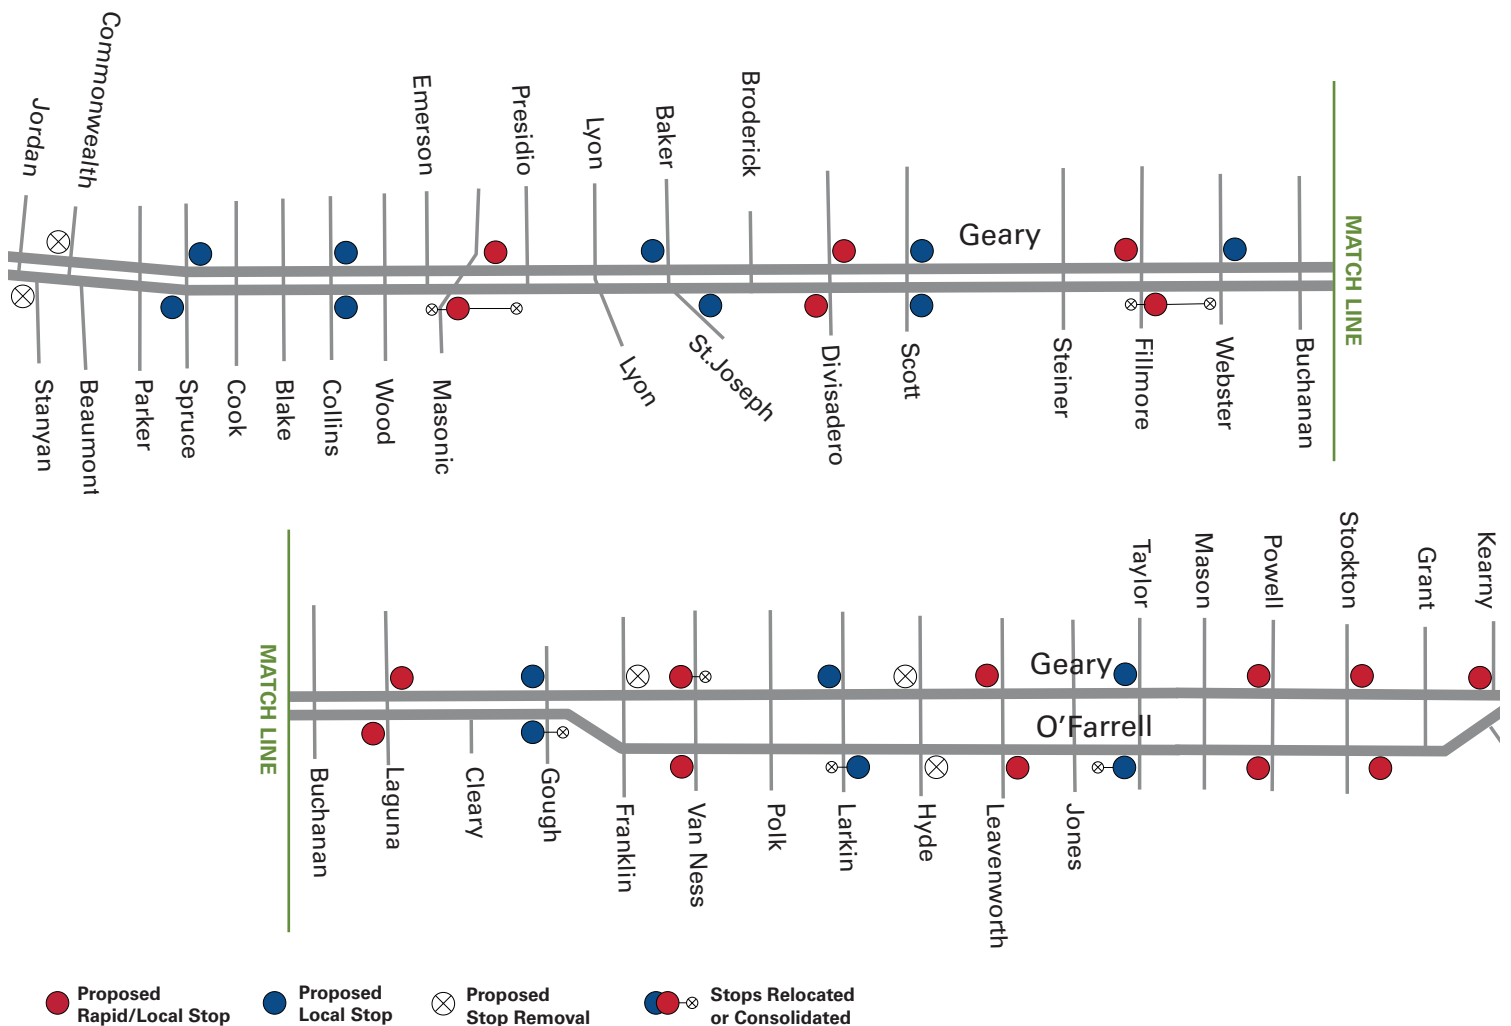 Jordan
Commonwealth
Emerson
Presidio
Lyon
Baker
Broderick
Geary
MATCH LINE
Stanyan
Beaumont
Parker
Spruce
Cook
Blake
Collins
Wood
Masonic
Lyon
St.Joseph
Divisadero
Scott
Steiner
Fillmore
Webster
Buchanan
MATCH LINE
Taylor
Mason
Powell
Stockton
Grant
Kearny
Geary
O'Farrell
Buchanan
Laguna
Cleary
Gough
Franklin
Van Ness
Polk
Larkin
Hyde
Leavenworth
Jones
Proposed
Rapid/Local Stop
Proposed
Local Stop
Proposed
Stop Removal
Stops Relocated
or Consolidated